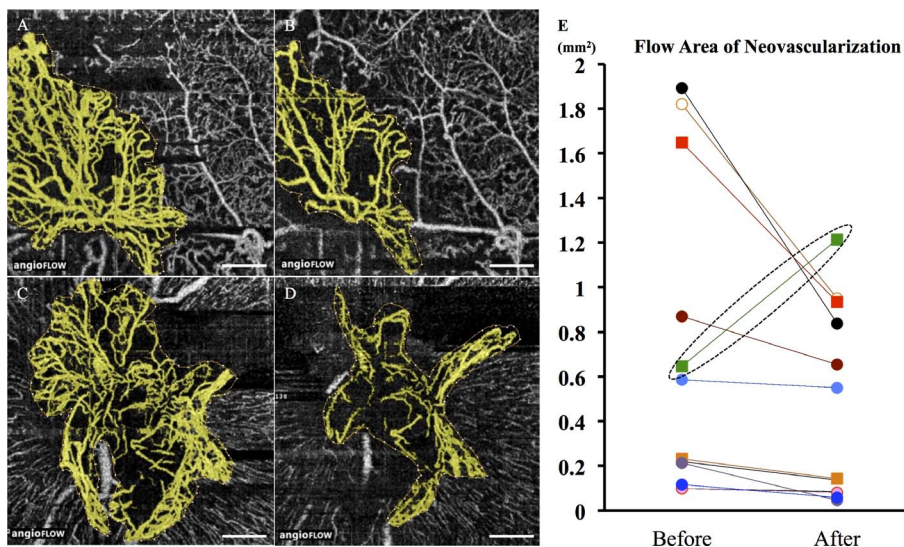 A
B
angioFLOW
angioFLOW
C
D
138
angioFLOW
angioFLOW
E
(mm²)
Flow Area of Neovascularization
2
1.8
1.6
1.4
1.2
1
0.8
0.6
0.4
0.2
0
Before
After